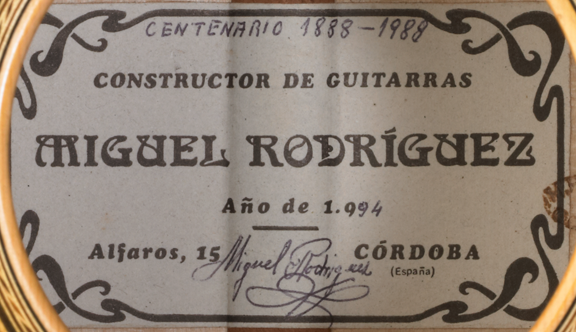 CENTENARIO 1888-1988
CONSTRUCTOR DE GUITARRAS
MIGUEL RODRÍGUEZ
Año de 1.994
Alfaros, 15 Miguel Rodriguez CÓRDOBA
(España)